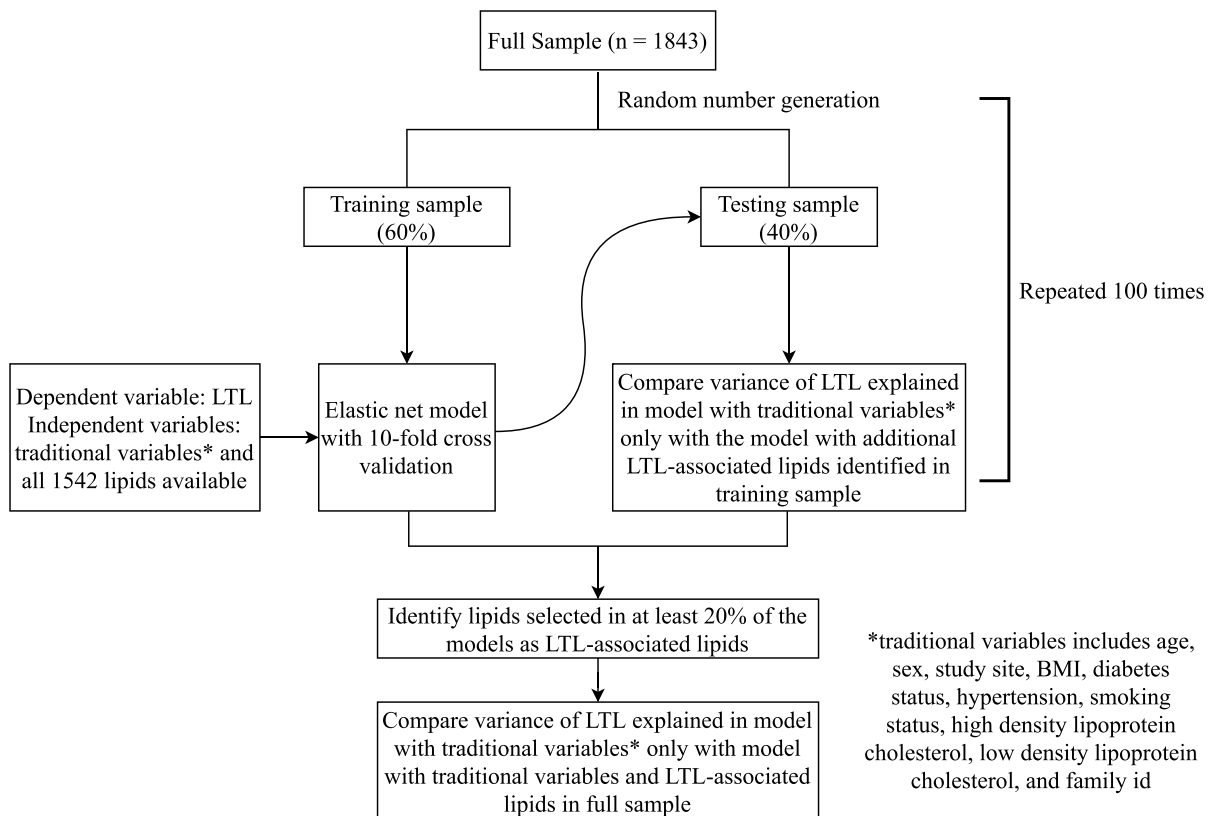 Full Sample (n = 1843)
Random number generation
Training sample
(60%)
Testing sample
(40%)
Repeated 100 times
Dependent variable: LTL
Independent variables:
traditional variables* and
all 1542 lipids available
Elastic net model
with 10-fold cross
validation
Compare variance of LTL explained
in model with traditional variables*
only with the model with additional
LTL-associated lipids identified in
training sample
Identify lipids selected in at least 20% of the
models as LTL-associated lipids
Compare variance of LTL explained in model
with traditional variables* only with model
with traditional variables and LTL-associated
lipids in full sample
*traditional variables includes age,
sex, study site, BMI, diabetes
status, hypertension, smoking
status, high density lipoprotein
cholesterol, low density lipoprotein
cholesterol, and family id